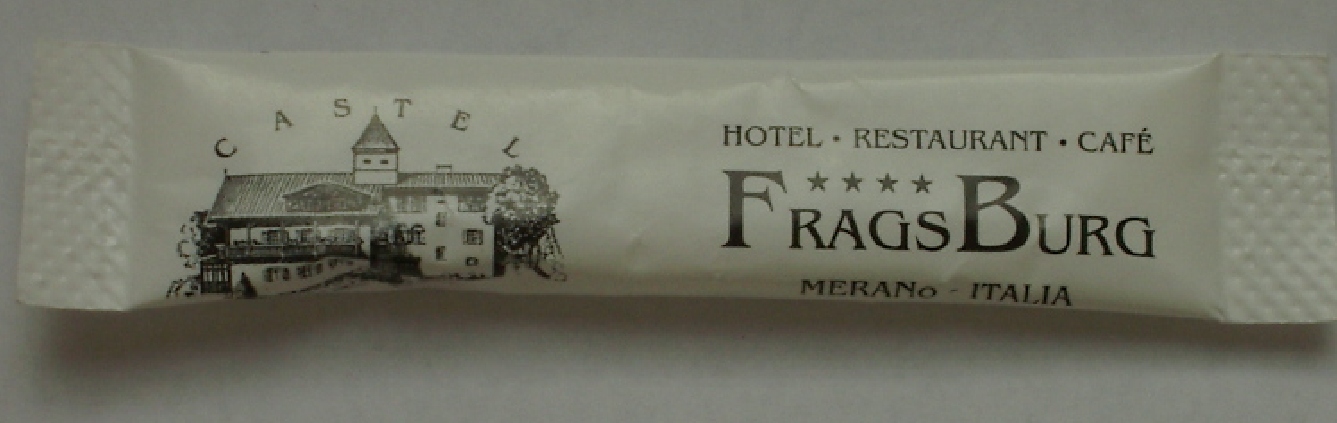 CASTEL
HOTEL • RESTAURANT • CAFÉ
★★★★
FRAGSBURG
MERANo - ITALIA